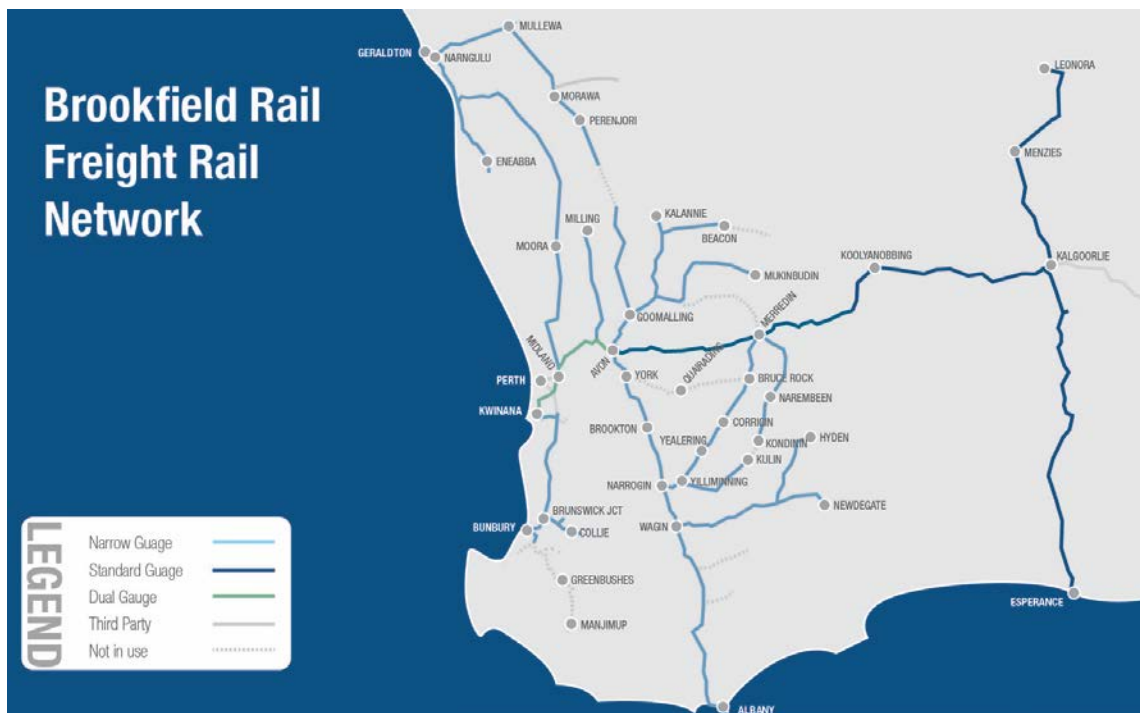 Brookfield Rail
Freight Rail
Network
MULLEWA
GERALDTON
NARNGULU
LEONORA
MORAWA
PERENJORI
MENZIES
ENEABBA
KALANNIE
MILLING
BEACON
MOORA
KOOLYANOBBING
KALGOORLIE
MUKINBUDIN
GOOMALLING
MERREDIN
MIDLAND
AVON
QUAIRADING
PERTH
YORK
BRUCE ROCK
NAREMBEEN
KWINANA
BROOKTON
CORRIGIN
HYDEN
YEALERING
KONDININ
KULIN
NARROGIN
YILLIMINNING
NEWDEGATE
BRUNSWICK JCT
BUNBURY
COLLIE
WAGIN
GREENBUSHES
ESPERANCE
MANJIMUP
ALBANY
LEGEND
Narrow Guage
Standard Guage
Dual Gauge
Third Party
Not in use